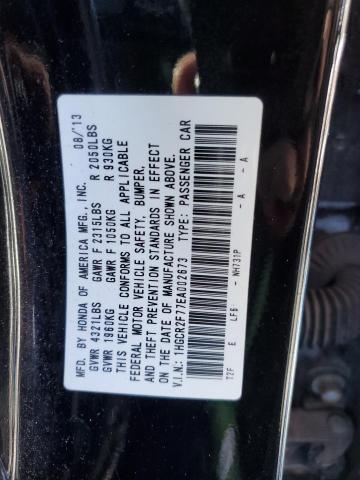 MFD. BY HONDA OF AMERICA MFG., INC. 08/13
GVWR 4321LBS GAWR F 2315LBS R 2050LBS
GVWR 1960KG GAWR F 1050KG R 930KG
THIS VEHICLE CONFORMS TO ALL APPLICABLE
FEDERAL MOTOR VEHICLE SAFETY, BUMPER,
AND THEFT PREVENTION STANDARDS IN EFFECT
ON THE DATE OF MANUFACTURE SHOWN ABOVE.
V.I.N.: 1HGCR2F77EA002673 TYPE: PASSENGER CAR
T2F E LF6: NH731P - A - A